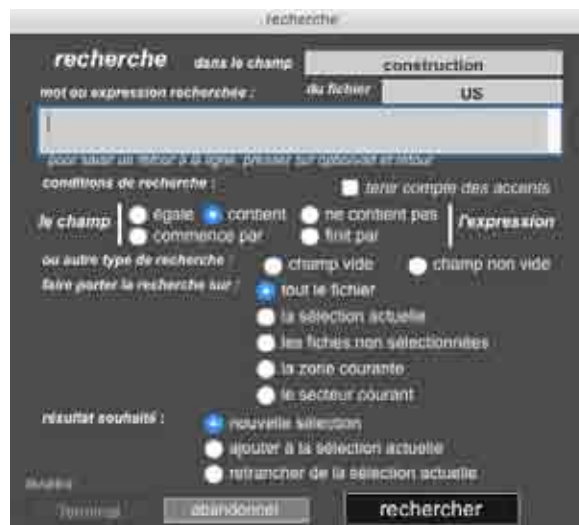 recherche
recherche dans le champ construction
mot ou expression recherchée : du fichier US
pour saisir un retour à la ligne, presser sur option/alt et retour
conditions de recherche : tenir compte des accents
le champ égale contient ne contient pas l'expression
commence par finit par
ou autre type de recherche : champ vide champ non vide
faire porter la recherche sur : tout le fichier
la sélection actuelle
les fiches non sélectionnées
la zone courante
le secteur courant
résultat souhaité : nouvelle sélection
ajouter à la sélection actuelle
retrancher de la sélection actuelle
abandonner rechercher